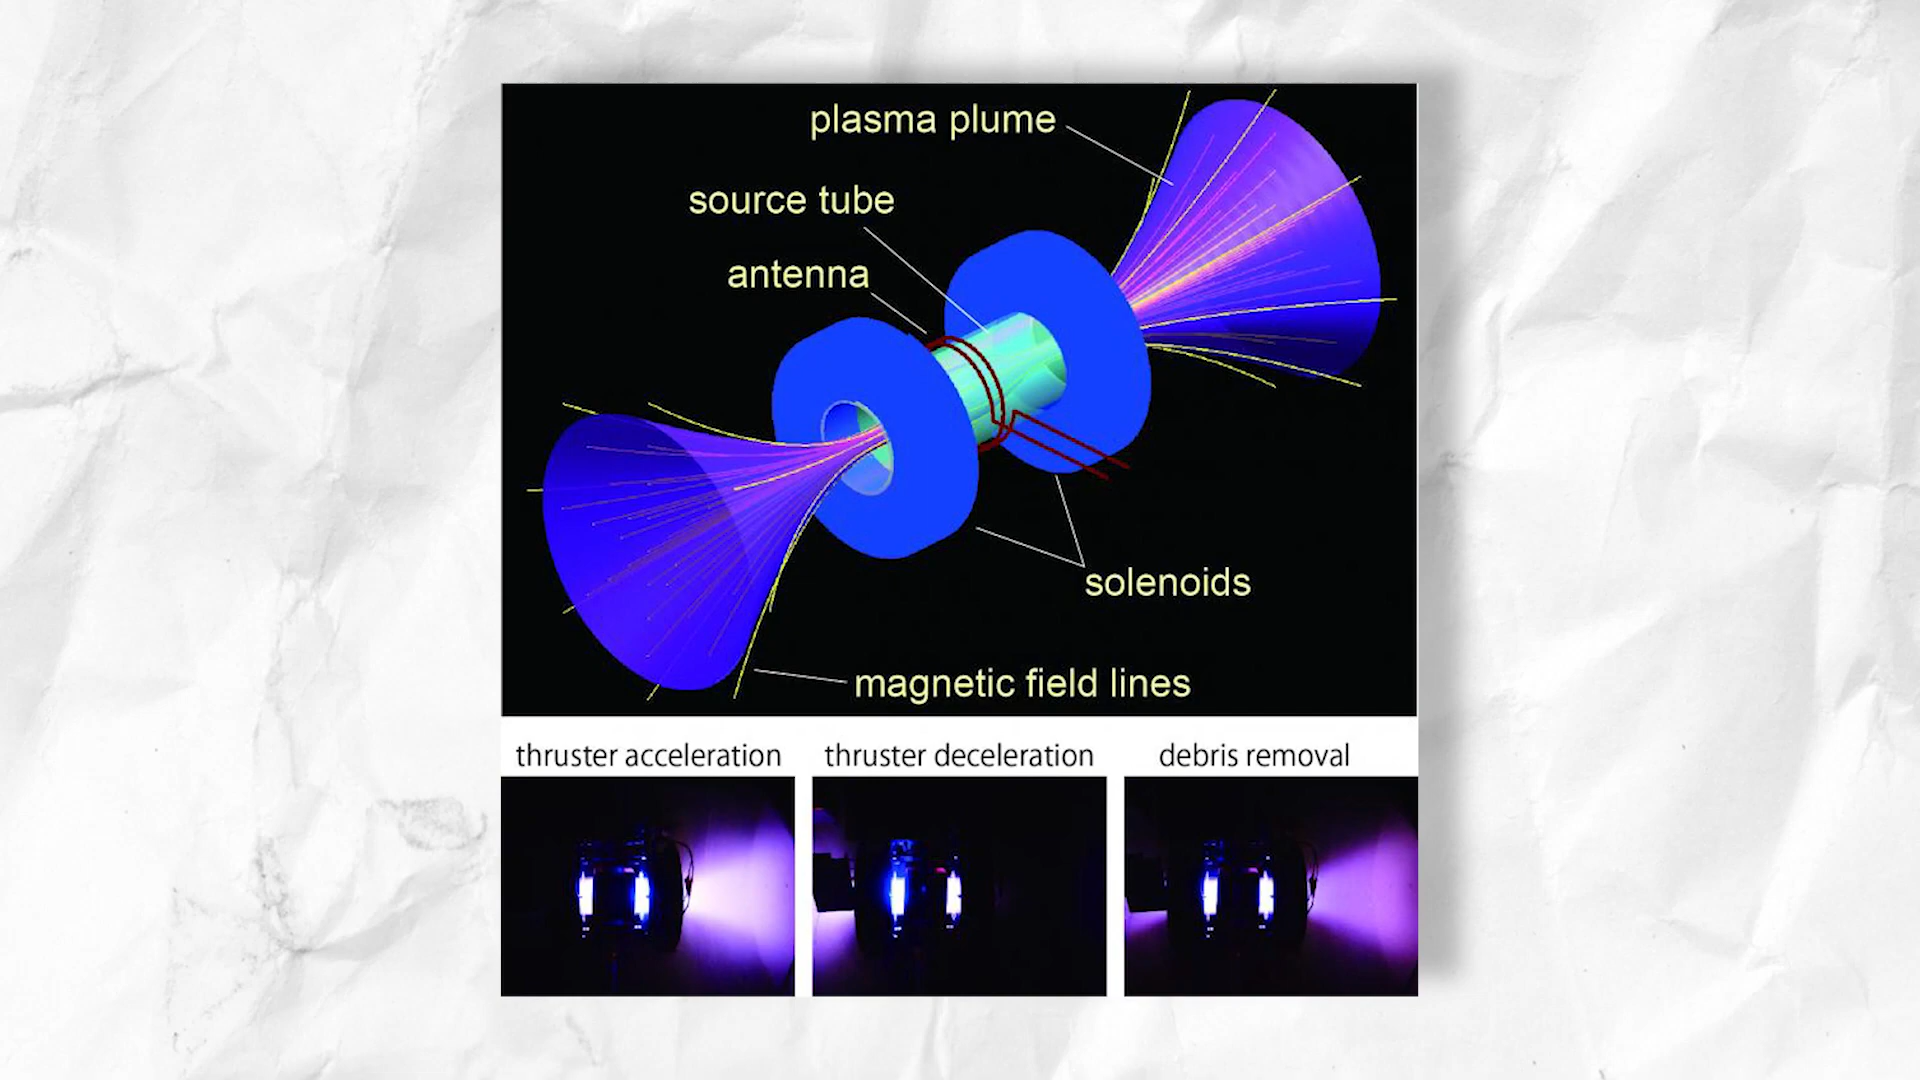 plasma plume
source tube
antenna
solenoids
magnetic field lines
thruster acceleration
thruster deceleration
debris removal